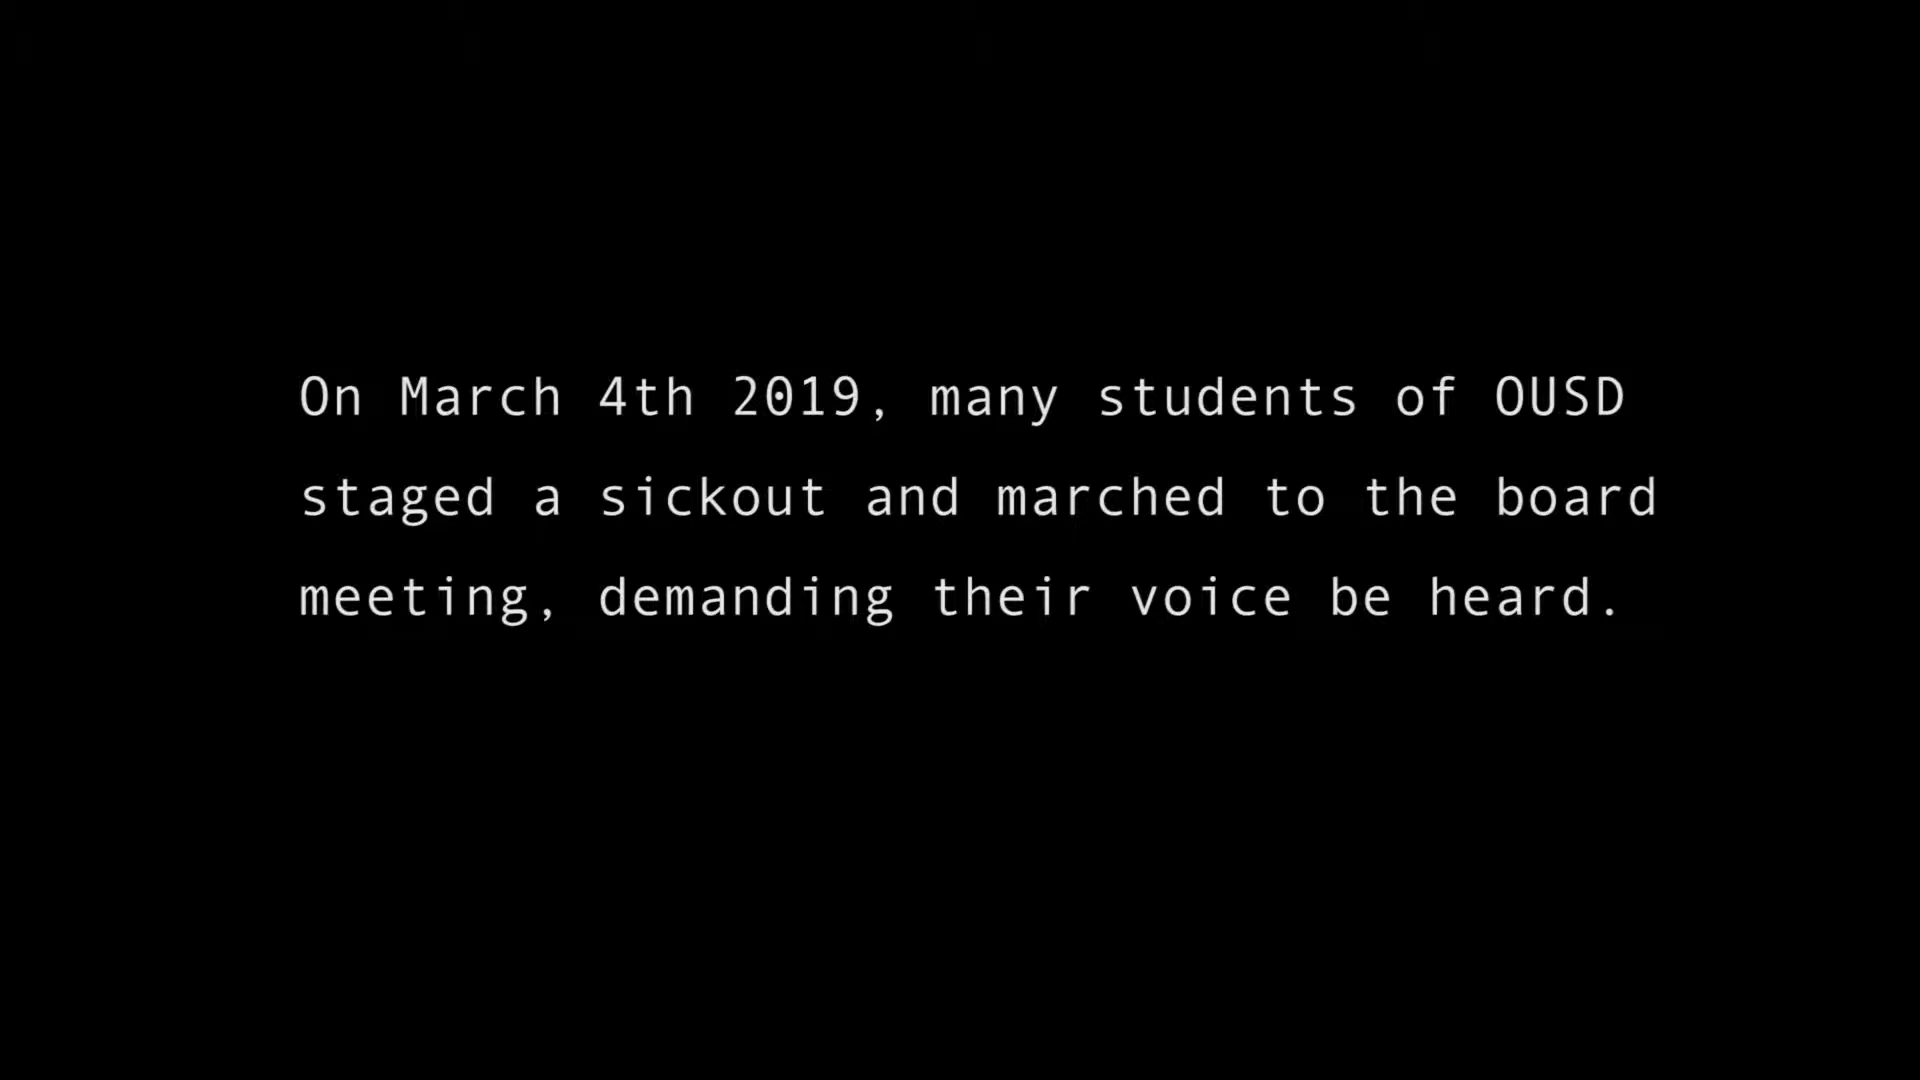 On March 4th 2019, many students of OUSD
staged a sickout and marched to the board
meeting, demanding their voice be heard.